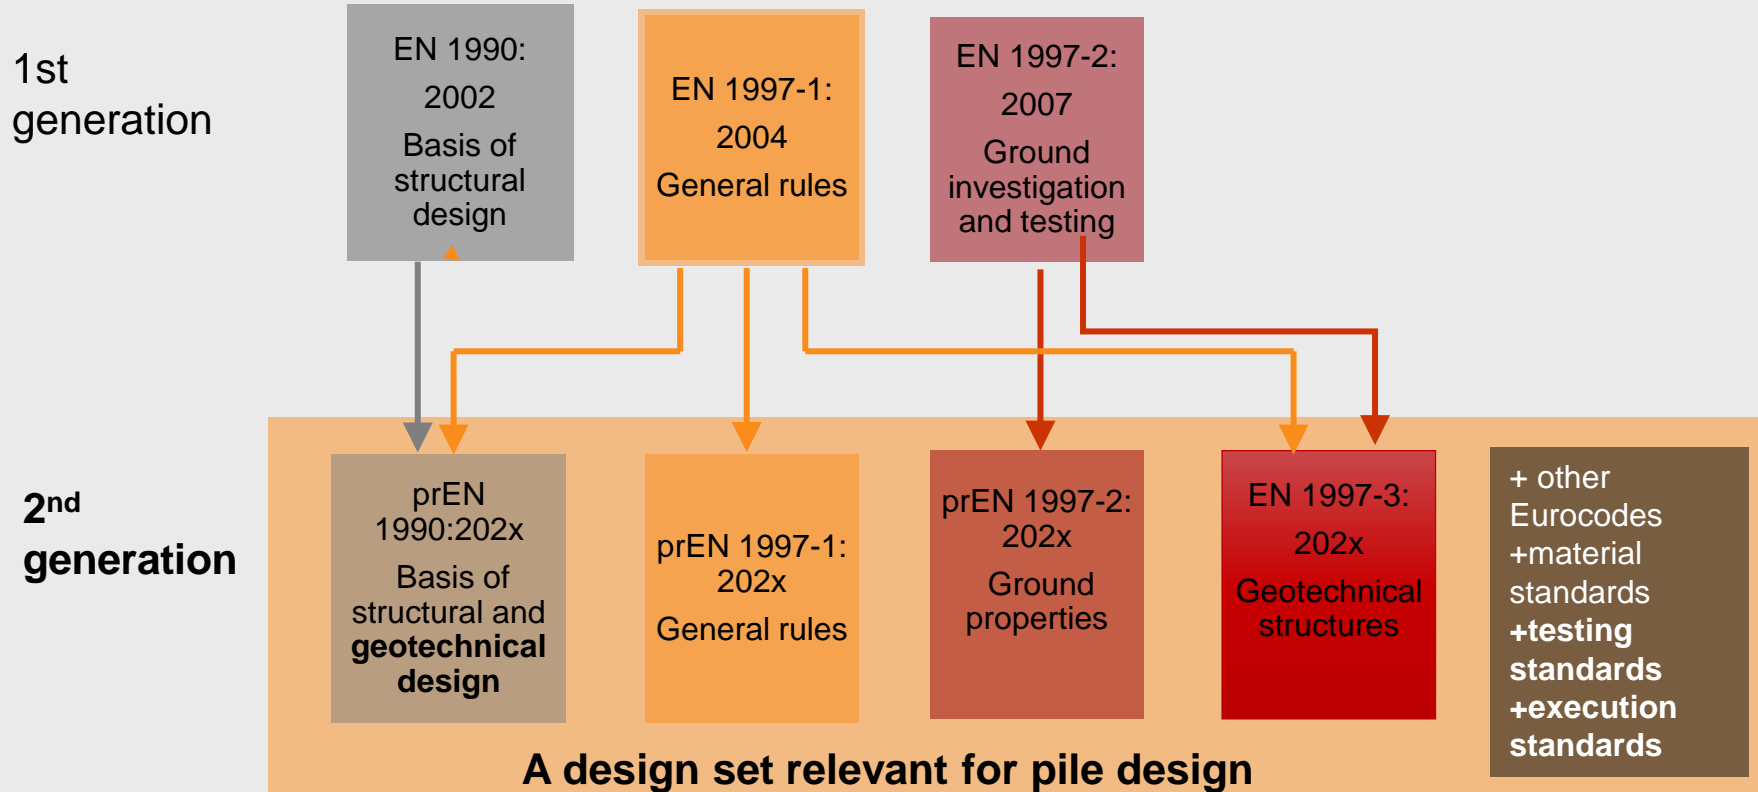 1st
generation
EN 1990:
2002
Basis of
structural
design
EN 1997-1:
2004
General rules
EN 1997-2:
2007
Ground
investigation
and testing
2nd
generation
prEN
1990:202x
Basis of
structural and
geotechnical
design
prEN 1997-1:
202x
General rules
prEN 1997-2:
202x
Ground
properties
EN 1997-3:
202x
Geotechnical
structures
+ other
Eurocodes
+material
standards
+testing
standards
+execution
standards
A design set relevant for pile design